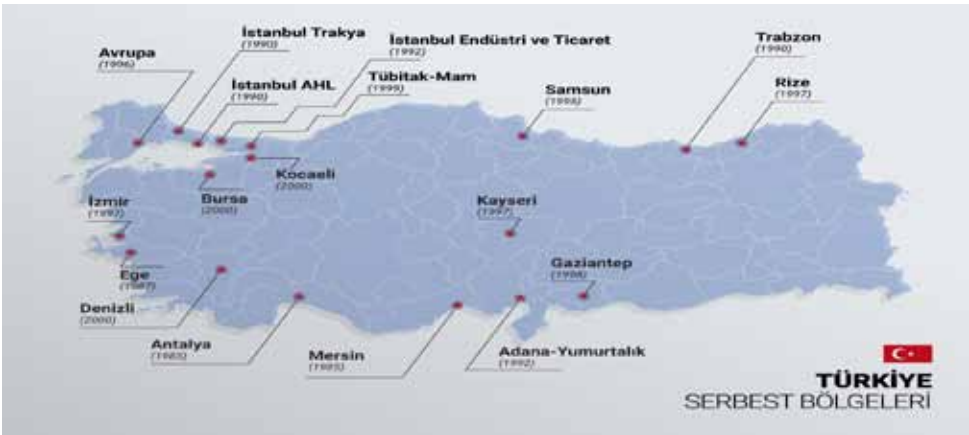 İstanbul Trakya
(1990)
İstanbul Endüstri ve Ticaret
(1992)
Trabzon
(1990)
Avrupa
(1996)
Tübitak-Mam
(1999)
İstanbul AHL
(1990)
Samsun
(1998)
Rize
(1997)
Kocaeli
(2000)
Bursa
(2000)
İzmir
Kayseri
(1997)
Ege
(1987)
Gaziantep
(1998)
Denizli
(2000)
Antalya
(1985)
Mersin
(1985)
Adana-Yumurtalık
(1992)
TÜRKİYE
SERBEST BÖLGELERİ